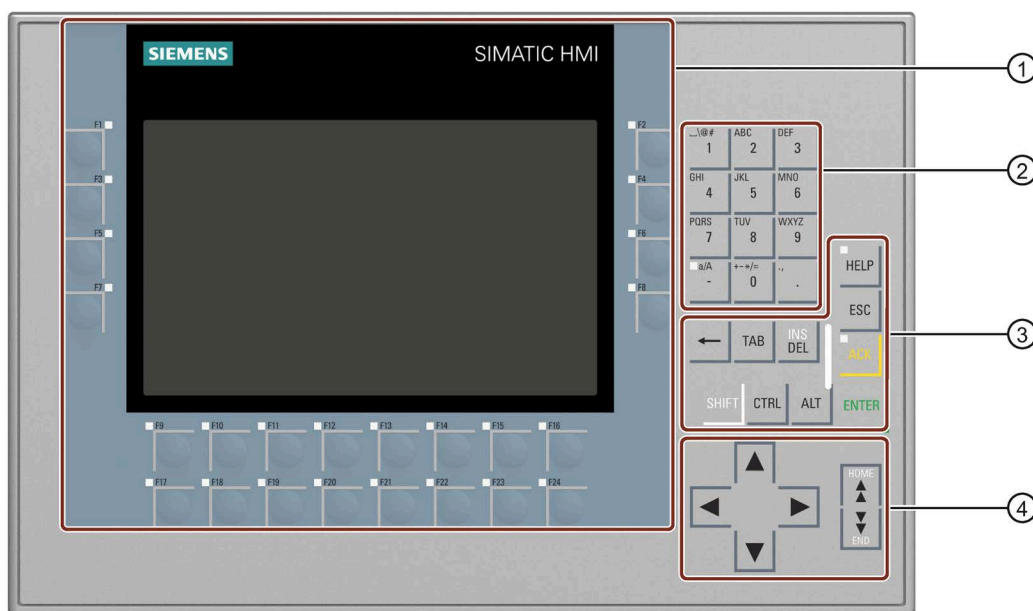 SIEMENS SIMATIC HMI
①
F1 F2
F3 F4
F5 F6
F7 F8
⎵\@# ABC DEF
1 2 3
②
GHI JKL MNO
4 5 6
PQRS TUV WXYZ
7 8 9
a/A +-*/= .,
- 0 .
HELP
ESC
③
← TAB INS
DEL
ACK
SHIFT CTRL ALT ENTER
F9 F10 F11 F12 F13 F14 F15 F16
F17 F18 F19 F20 F21 F22 F23 F24
HOME
④
END